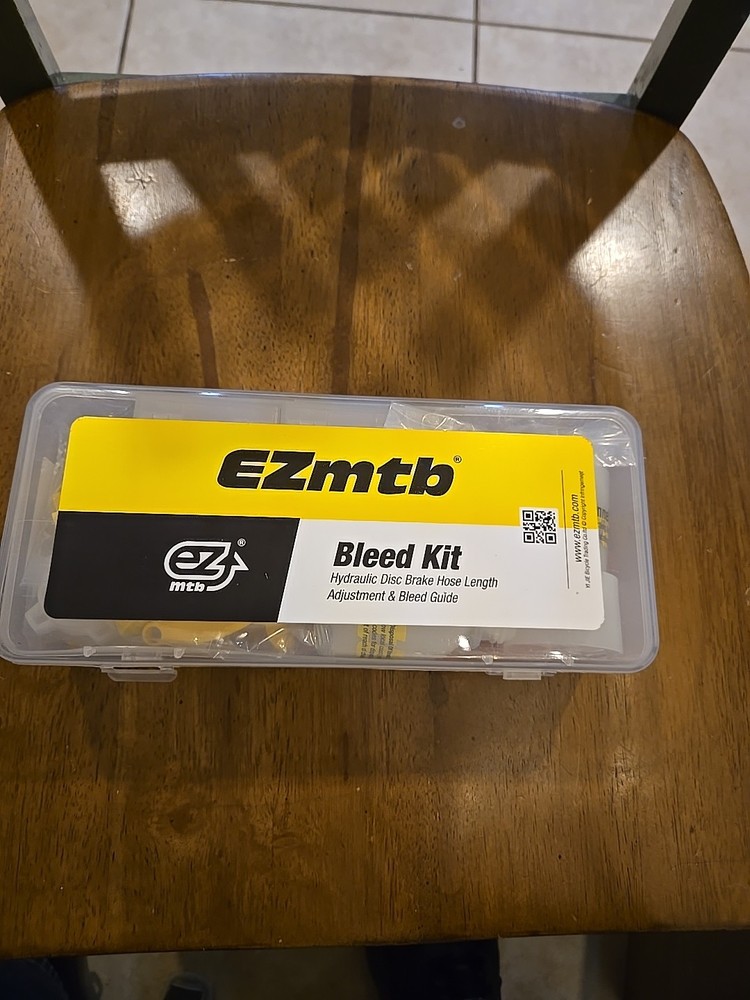 EZmtb®
ez®
mtb
Bleed Kit
Hydraulic Disc Brake Hose Length
Adjustment & Bleed Guide
www.ezmtb.com